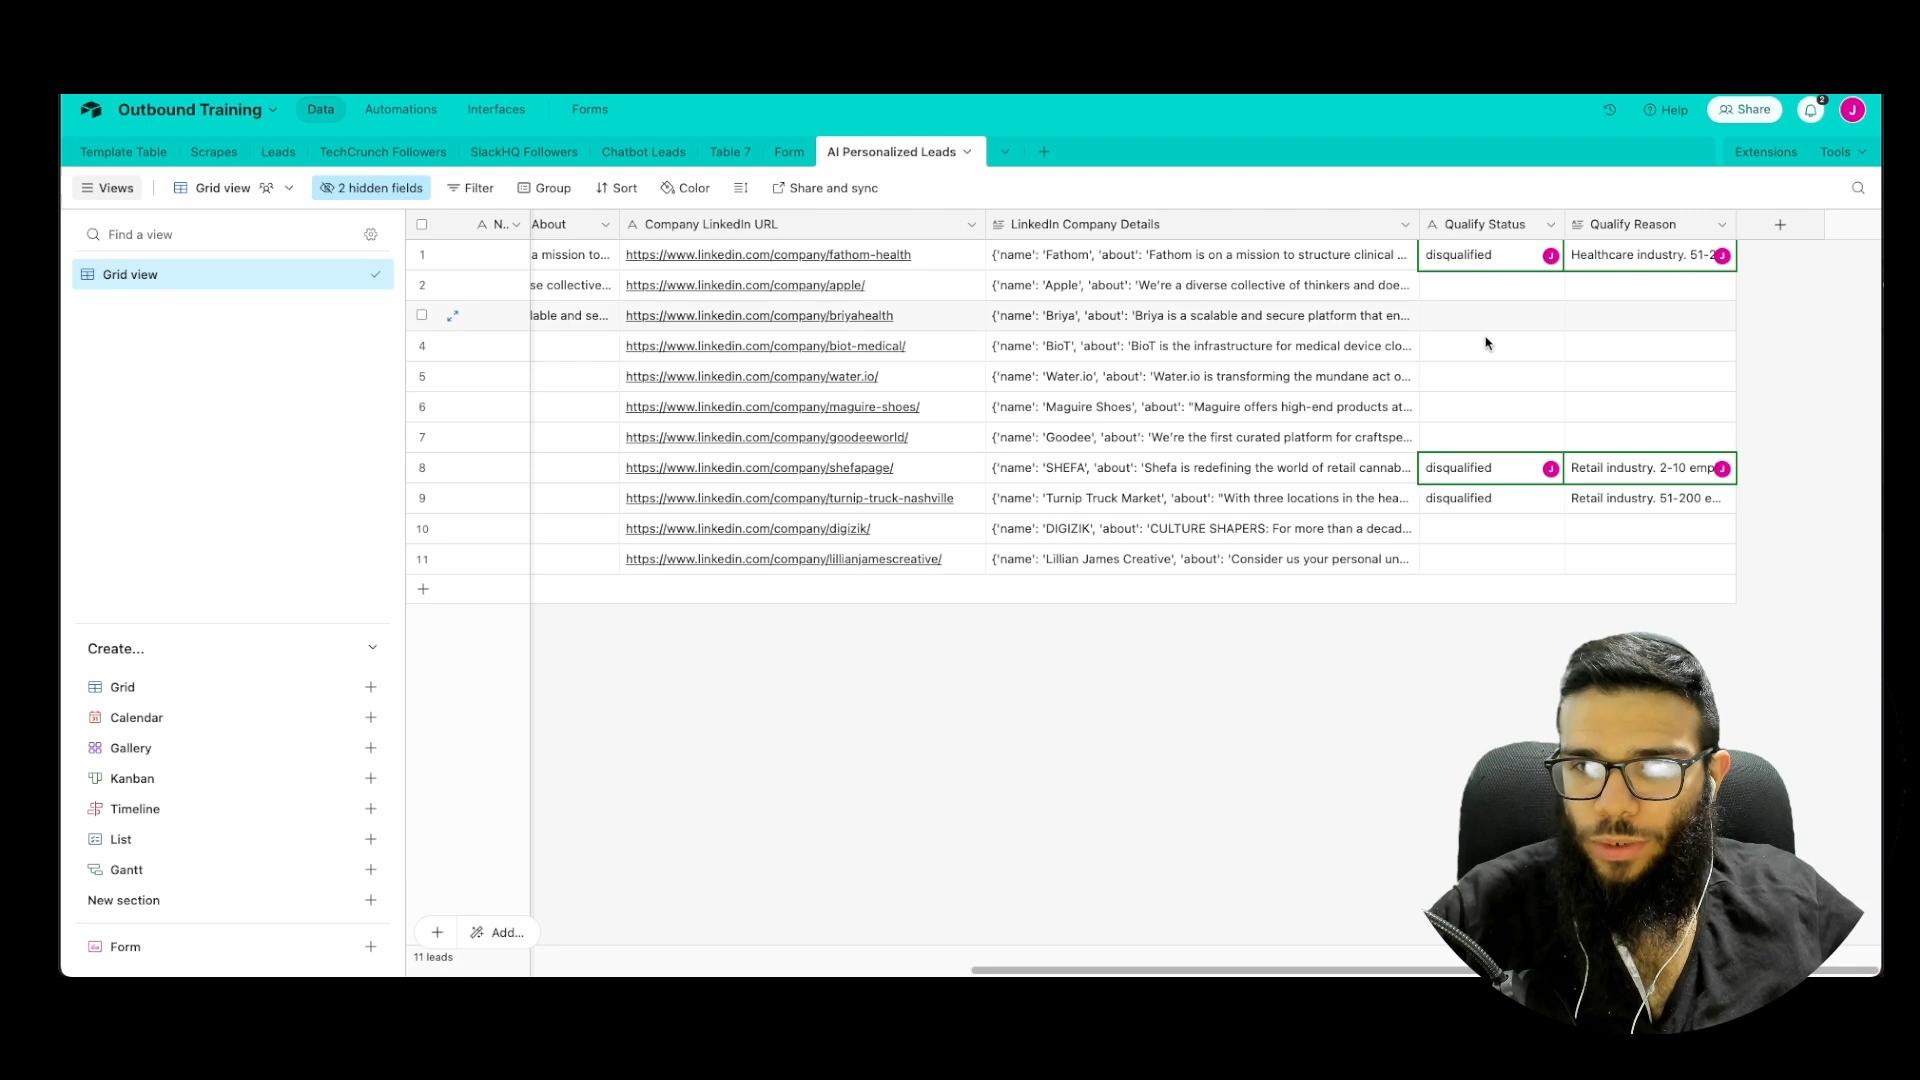 Outbound Training Data Automations Interfaces Forms Help Share 2 J
Template Table Scrapes Leads TechCrunch Followers SlackHQ Followers Chatbot Leads Table 7 Form AI Personalized Leads Extensions Tools
Views Grid view 2 hidden fields Filter Group Sort Color Share and sync
Find a view
Grid view
Create...
Grid
Calendar
Gallery
Kanban
Timeline
List
Gantt
New section
Form
N.. About Company LinkedIn URL LinkedIn Company Details Qualify Status Qualify Reason
1 a mission to... https://www.linkedin.com/company/fathom-health {'name': 'Fathom', 'about': 'Fathom is on a mission to structure clinical ... disqualified J Healthcare industry. 51-2 J
2 se collective... https://www.linkedin.com/company/apple/ {'name': 'Apple', 'about': 'We're a diverse collective of thinkers and doe...
lable and se... https://www.linkedin.com/company/briyahealth {'name': 'Briya', 'about': 'Briya is a scalable and secure platform that en...
4 https://www.linkedin.com/company/biot-medical/ {'name': 'BioT', 'about': 'BioT is the infrastructure for medical device clo...
5 https://www.linkedin.com/company/water.io/ {'name': 'Water.io', 'about': 'Water.io is transforming the mundane act o...
6 https://www.linkedin.com/company/maguire-shoes/ {'name': 'Maguire Shoes', 'about': "Maguire offers high-end products at...
7 https://www.linkedin.com/company/goodeeworld/ {'name': 'Goodee', 'about': 'We're the first curated platform for craftspe...
8 https://www.linkedin.com/company/shefapage/ {'name': 'SHEFA', 'about': 'Shefa is redefining the world of retail cannab... disqualified J Retail industry. 2-10 emp J
9 https://www.linkedin.com/company/turnip-truck-nashville {'name': 'Turnip Truck Market', 'about': "With three locations in the hea... disqualified Retail industry. 51-200 e...
10 https://www.linkedin.com/company/digizik/ {'name': 'DIGIZIK', 'about': 'CULTURE SHAPERS: For more than a decad...
11 https://www.linkedin.com/company/lillianjamescreative/ {'name': 'Lillian James Creative', 'about': 'Consider us your personal un...
Add...
11 leads